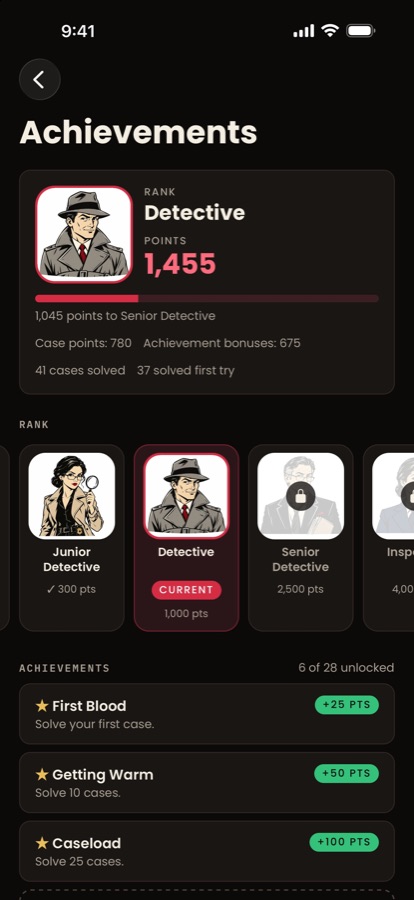 9:41
Achievements
RANK
Detective
POINTS
1,455
1,045 points to Senior Detective
Case points: 780 Achievement bonuses: 675
41 cases solved 37 solved first try
RANK
Junior
Detective
✓ 300 pts
Detective
CURRENT
1,000 pts
Senior
Detective
2,500 pts
Inspe
4,00
ACHIEVEMENTS 6 of 28 unlocked
★ First Blood +25 PTS
Solve your first case.
★ Getting Warm +50 PTS
Solve 10 cases.
★ Caseload +100 PTS
Solve 25 cases.